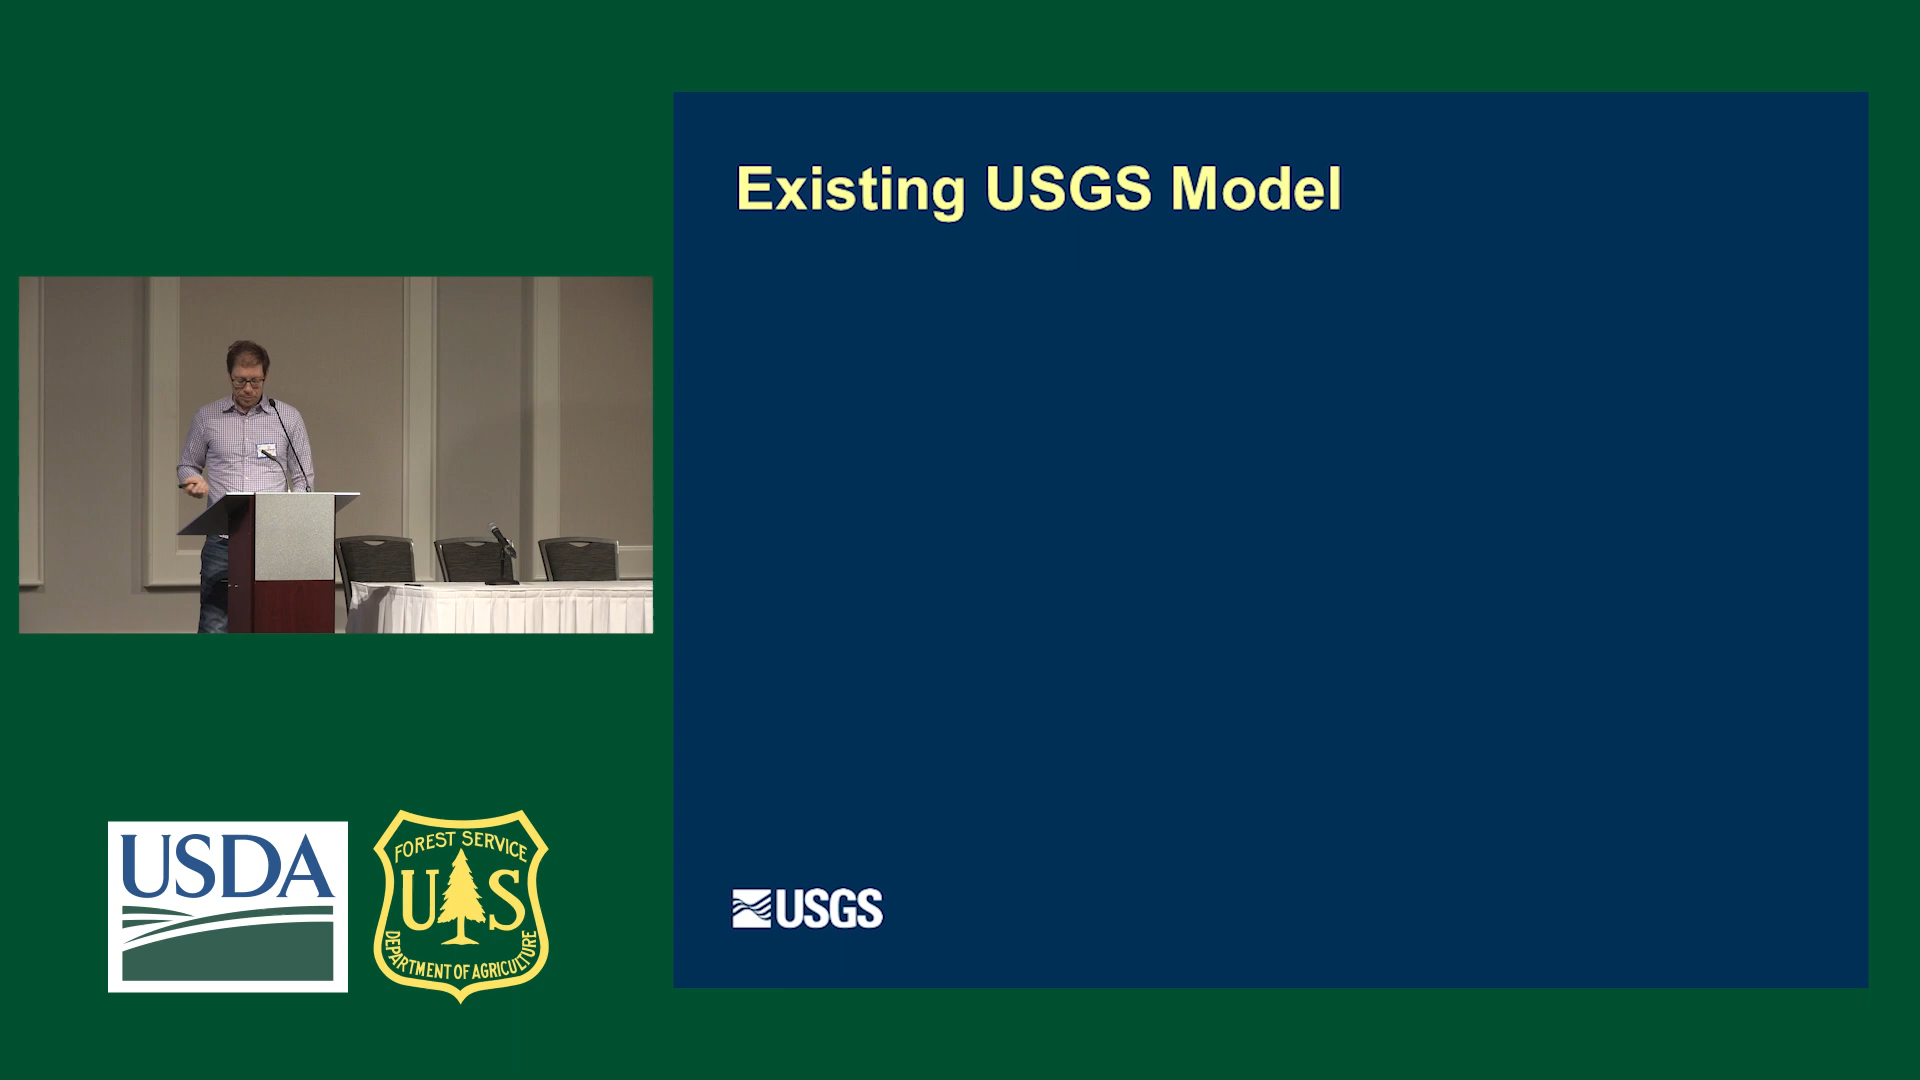 Existing USGS Model
USGS
USDA
FOREST SERVICE
U S
DEPARTMENT OF AGRICULTURE